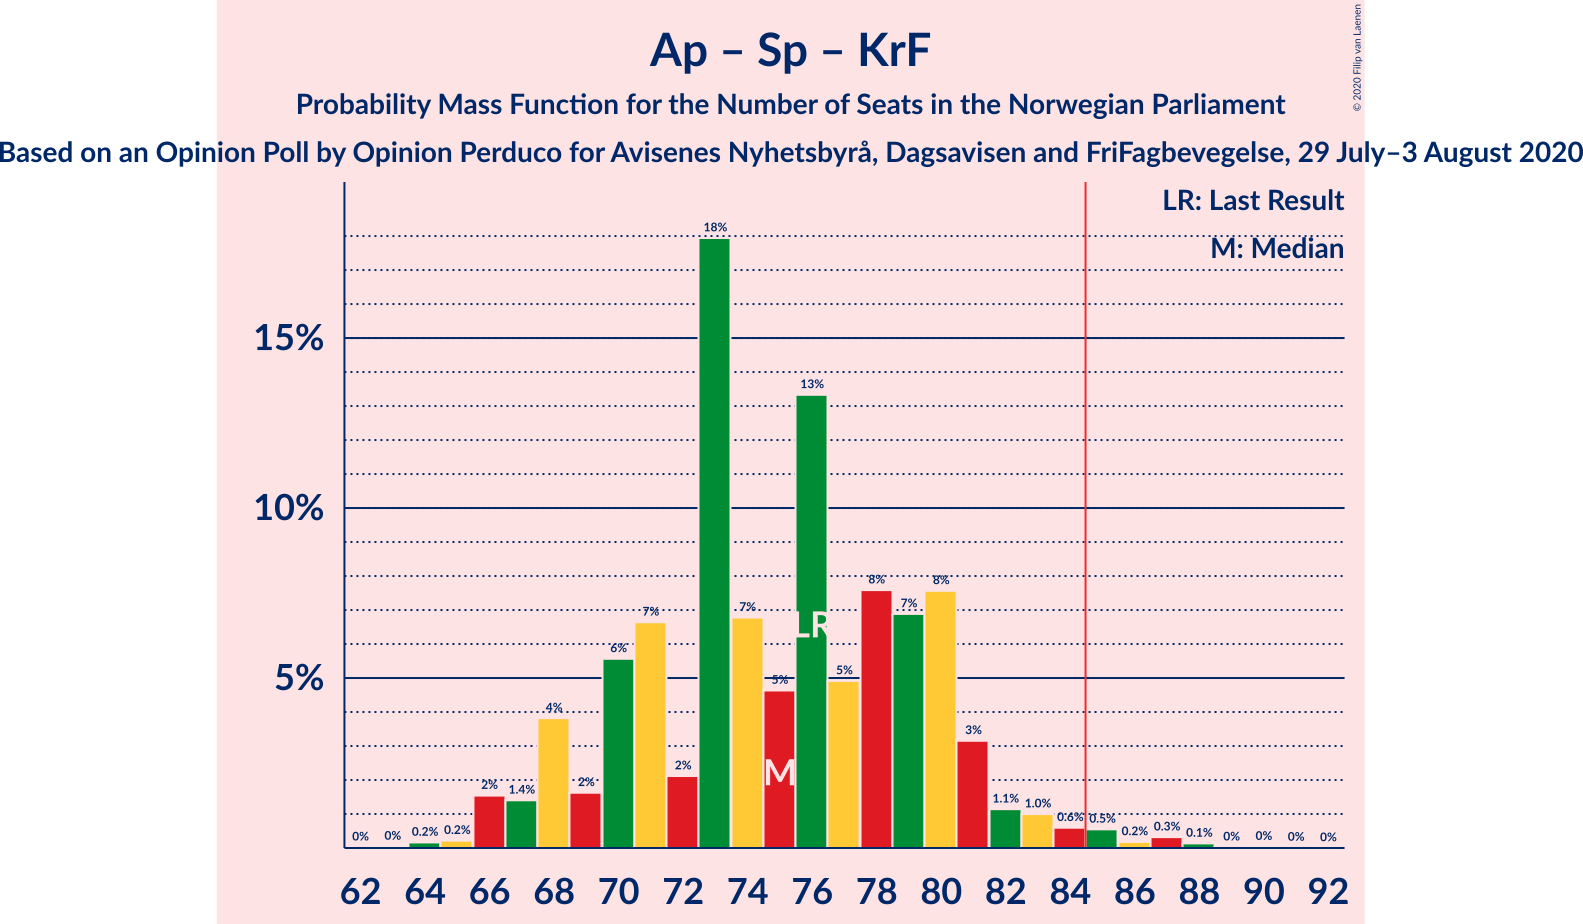 Ap – Sp – KrF
© 2020 Filip van Laenen
Probability Mass Function for the Number of Seats in the Norwegian Parliament
Based on an Opinion Poll by Opinion Perduco for Avisenes Nyhetsbyrå, Dagsavisen and FriFagbevegelse, 29 July–3 August 2020
LR: Last Result
M: Median
15%
10%
5%
0% 0% 0.2% 0.2% 2% 1.4% 4% 2% 6% 7% 2% 18% 7% 5% 13% 5% 8% 7% 8% 3% 1.1% 1.0% 0.6% 0.5% 0.2% 0.3% 0.1% 0% 0% 0% 0%
LR
M
62 64 66 68 70 72 74 76 78 80 82 84 86 88 90 92